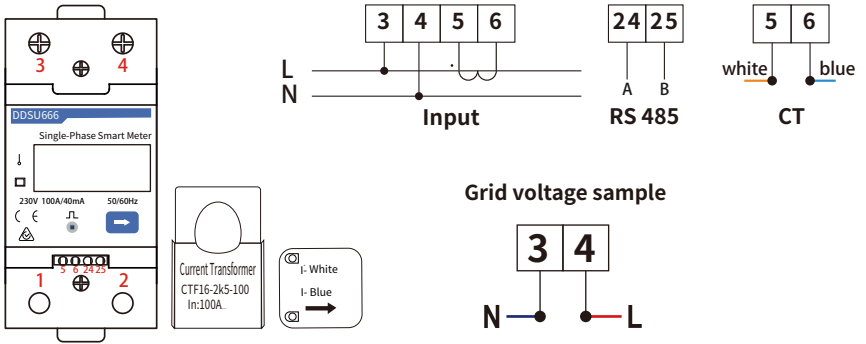 3 4
DDSU666
Single-Phase Smart Meter
230V 100A/40mA 50/60Hz
C E
5 6 24 25
1 2
Current Transformer
CTF16-2k5-100
In:100A
I- White
I- Blue
3 4 5 6
L
N
Input
24 25
A B
RS 485
5 6
white blue
CT
Grid voltage sample
3 4
N L